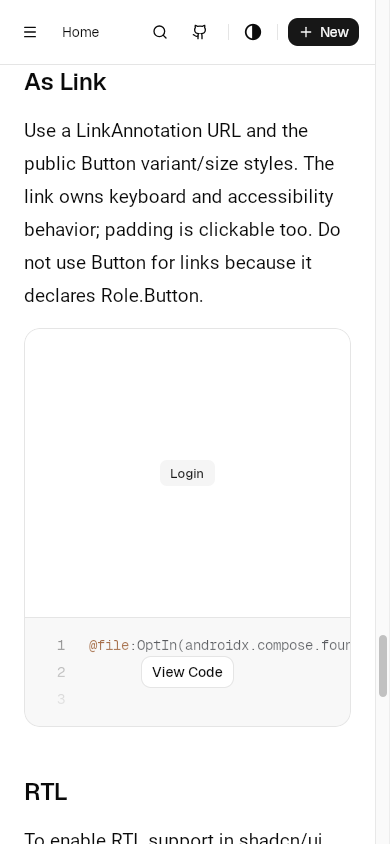 Home
New
As Link
Use a LinkAnnotation URL and the
public Button variant/size styles. The
link owns keyboard and accessibility
behavior; padding is clickable too. Do
not use Button for links because it
declares Role.Button.
Login
1 @file:OptIn(androidx.compose.foun
2
View Code
3
RTL
To enable RTL support in shadcn/ui